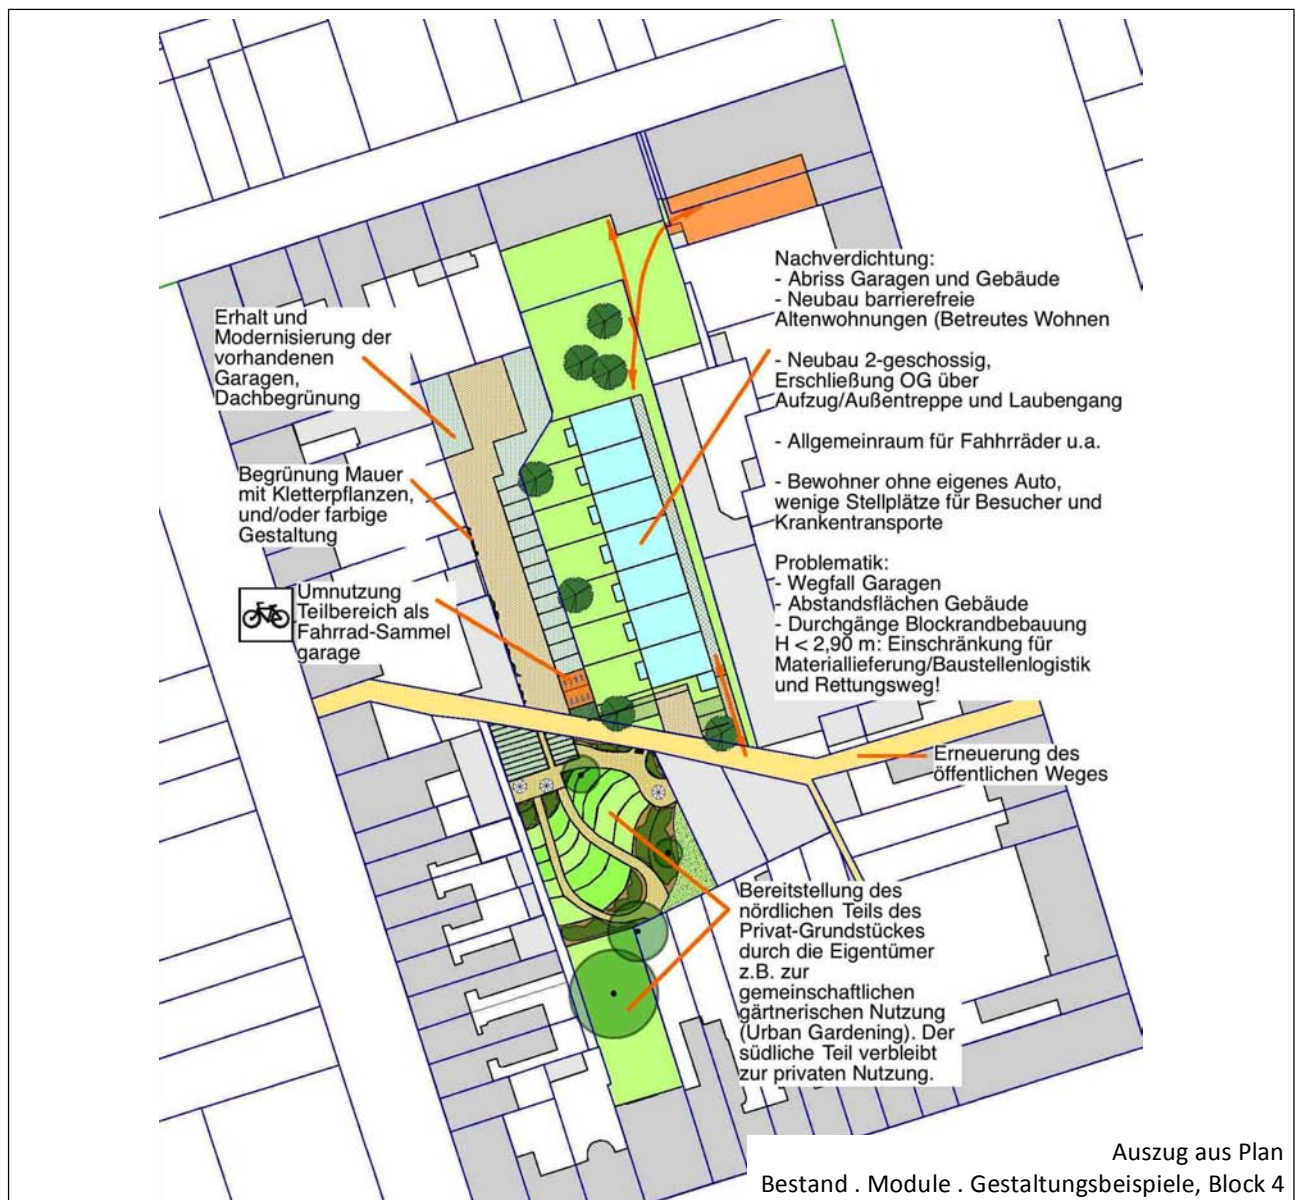 Nachverdichtung:
- Abriss Garagen und Gebäude
- Neubau barrierefreie
Altenwohnungen (Betreutes Wohnen
- Neubau 2-geschossig,
Erschließung OG über
Aufzug/Außentreppe und Laubengang
- Allgemeinraum für Fahhrräder u.a.
- Bewohner ohne eigenes Auto,
wenige Stellplätze für Besucher und
Krankentransporte
Problematik:
- Wegfall Garagen
- Abstandsflächen Gebäude
- Durchgänge Blockrandbebauung
H < 2,90 m: Einschränkung für
Materiallieferung/Baustellenlogistik
und Rettungsweg!
Erhalt und
Modernisierung der
vorhandenen
Garagen,
Dachbegrünung
Begrünung Mauer
mit Kletterpflanzen,
und/oder farbige
Gestaltung
Umnutzung
Teilbereich als
Fahrrad-Sammel
garage
Erneuerung des
öffentlichen Weges
Bereitstellung des
nördlichen Teils des
Privat-Grundstückes
durch die Eigentümer
z.B. zur
gemeinschaftlichen
gärtnerischen Nutzung
(Urban Gardening). Der
südliche Teil verbleibt
zur privaten Nutzung.
Auszug aus Plan
Bestand . Module . Gestaltungsbeispiele, Block 4